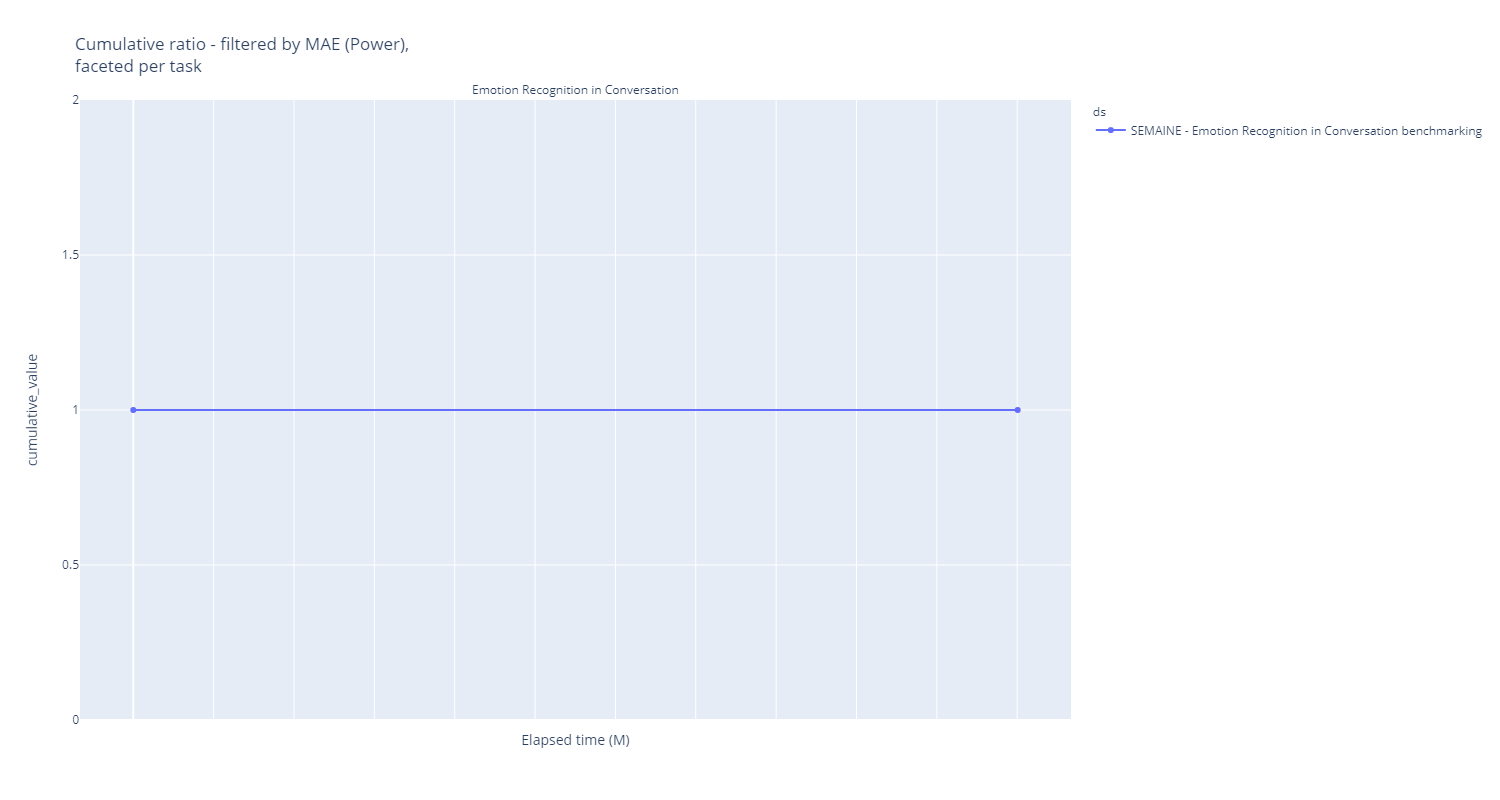 Cumulative ratio - filtered by MAE (Power),
faceted per task
Emotion Recognition in Conversation
2
1.5
1
0.5
0
cumulative_value
Elapsed time (M)
ds
SEMAINE - Emotion Recognition in Conversation benchmarking